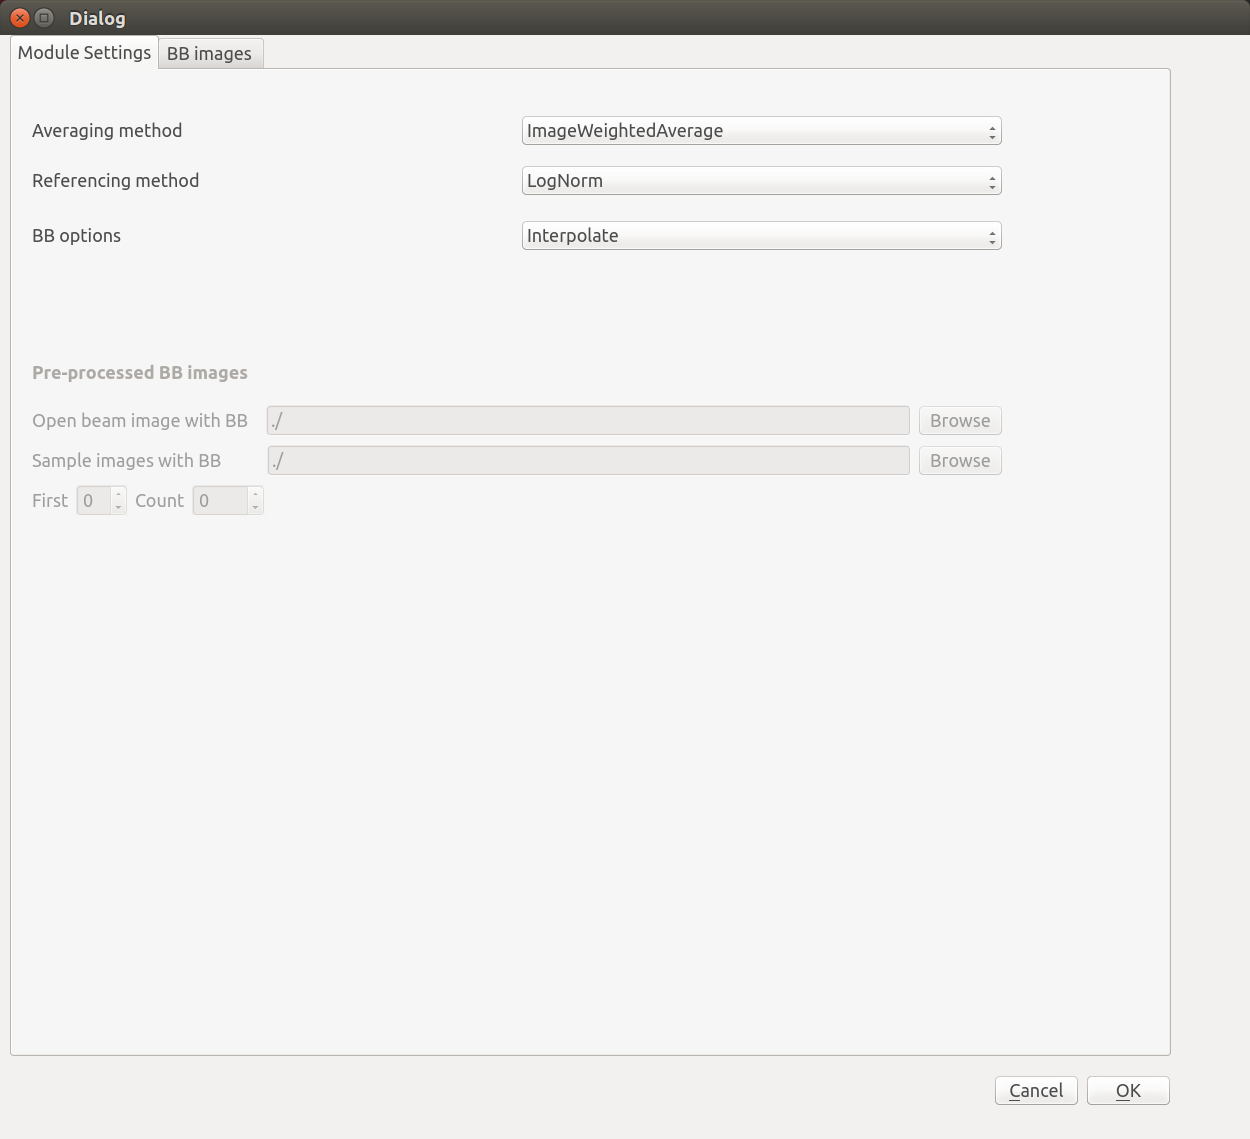 Dialog
Module Settings BB images
Averaging method ImageWeightedAverage
Referencing method LogNorm
BB options Interpolate
Pre-processed BB images
Open beam image with BB ./ Browse
Sample images with BB ./ Browse
First 0 Count 0
Cancel OK